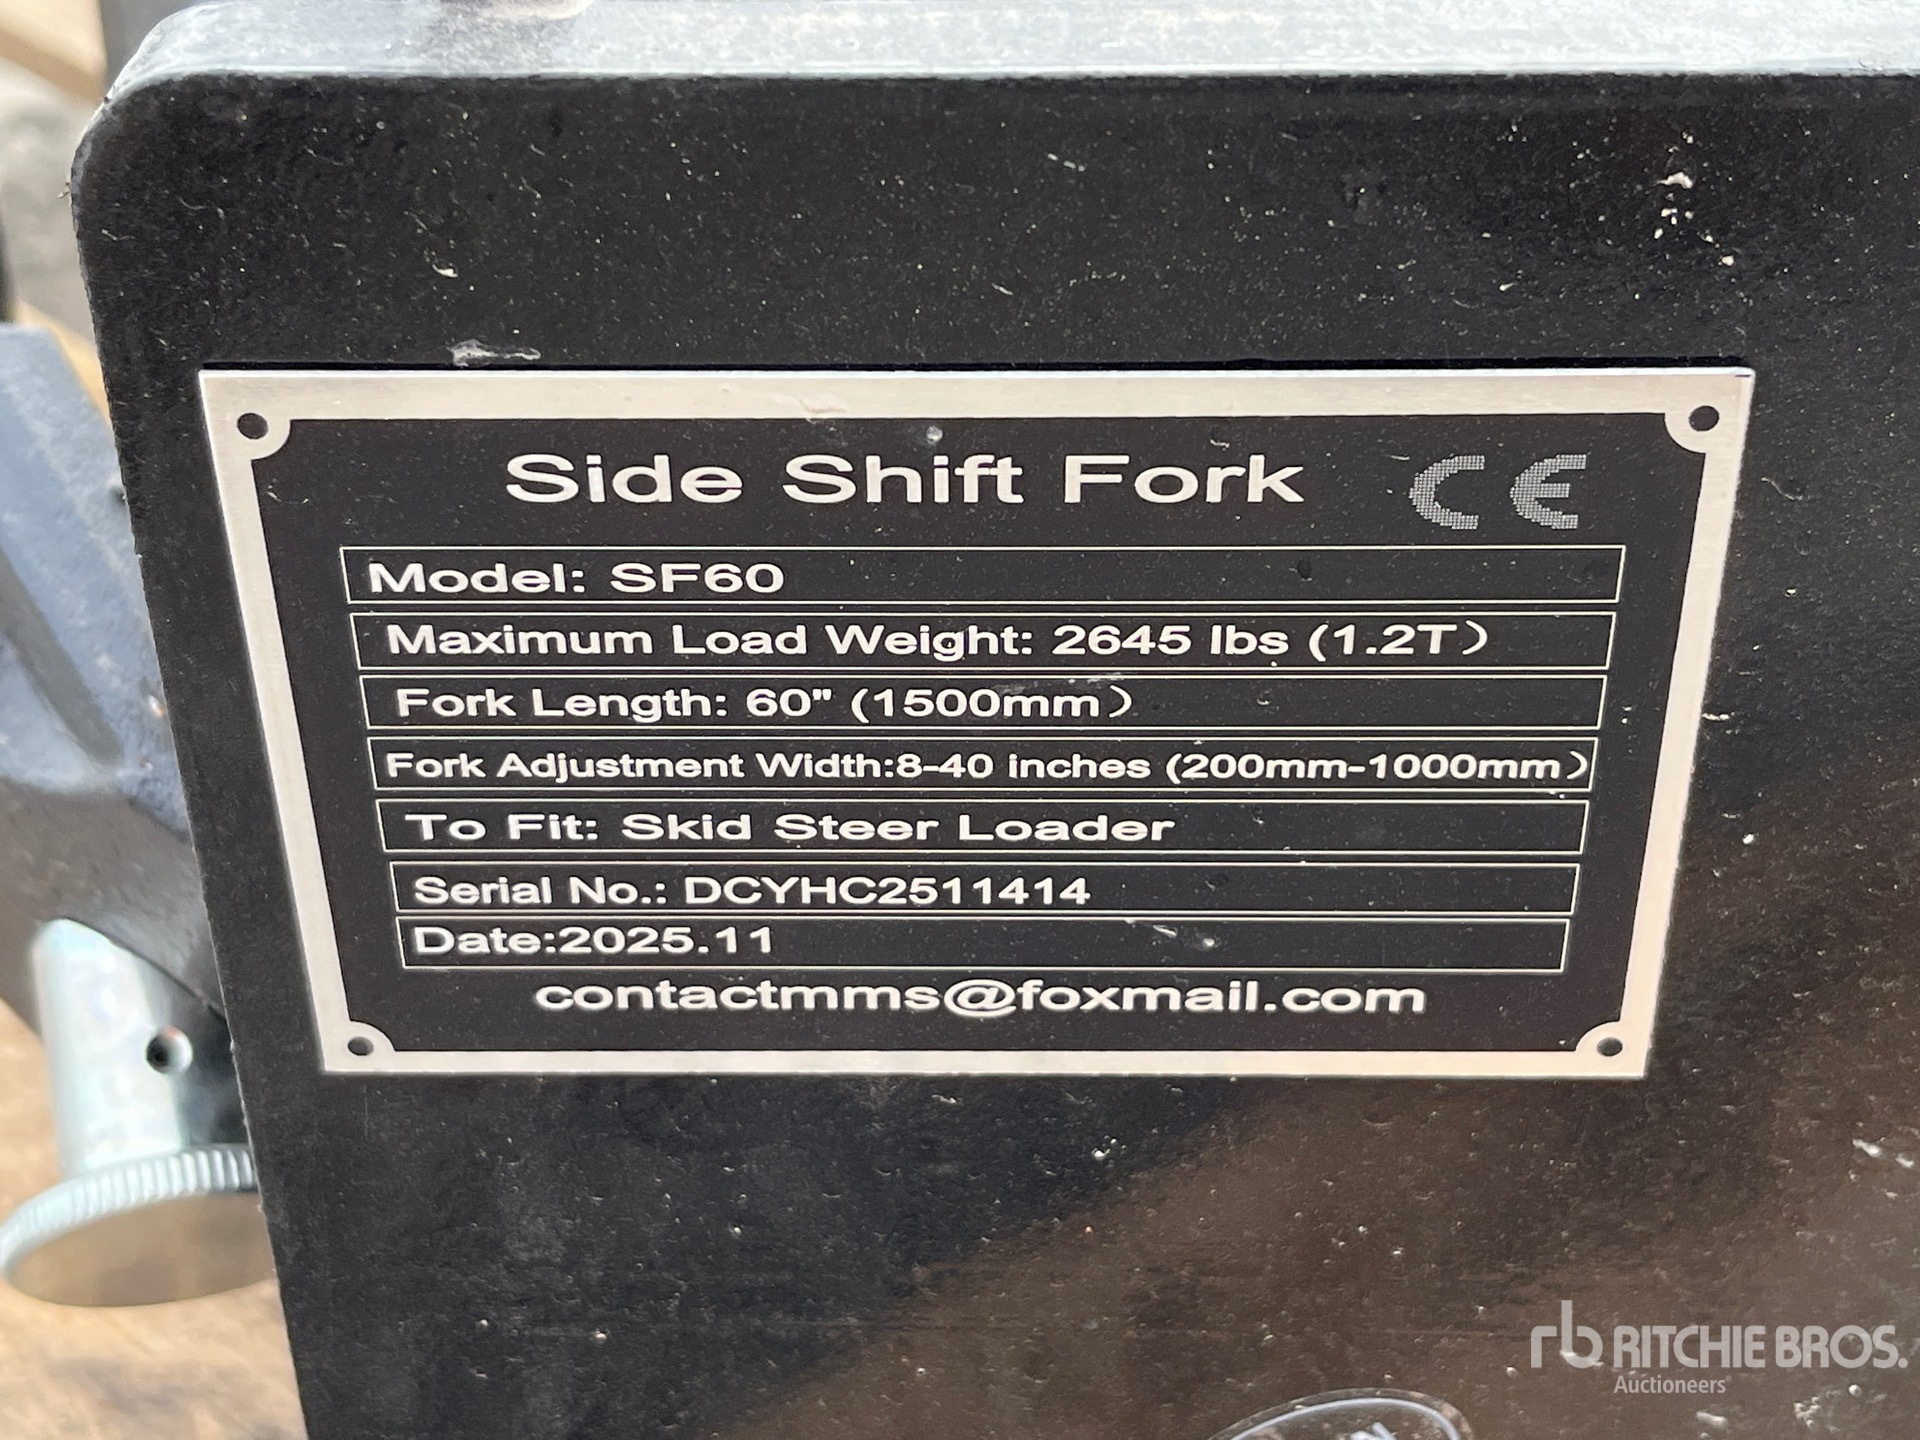 Side Shift Fork CE
Model: SF60
Maximum Load Weight: 2645 lbs (1.2T）
Fork Length: 60" (1500mm）
Fork Adjustment Width:8-40 inches (200mm-1000mm）
To Fit: Skid Steer Loader
Serial No.: DCYHC2511414
Date:2025.11
contactmms@foxmail.com
rb RITCHIE BROS.
Auctioneers